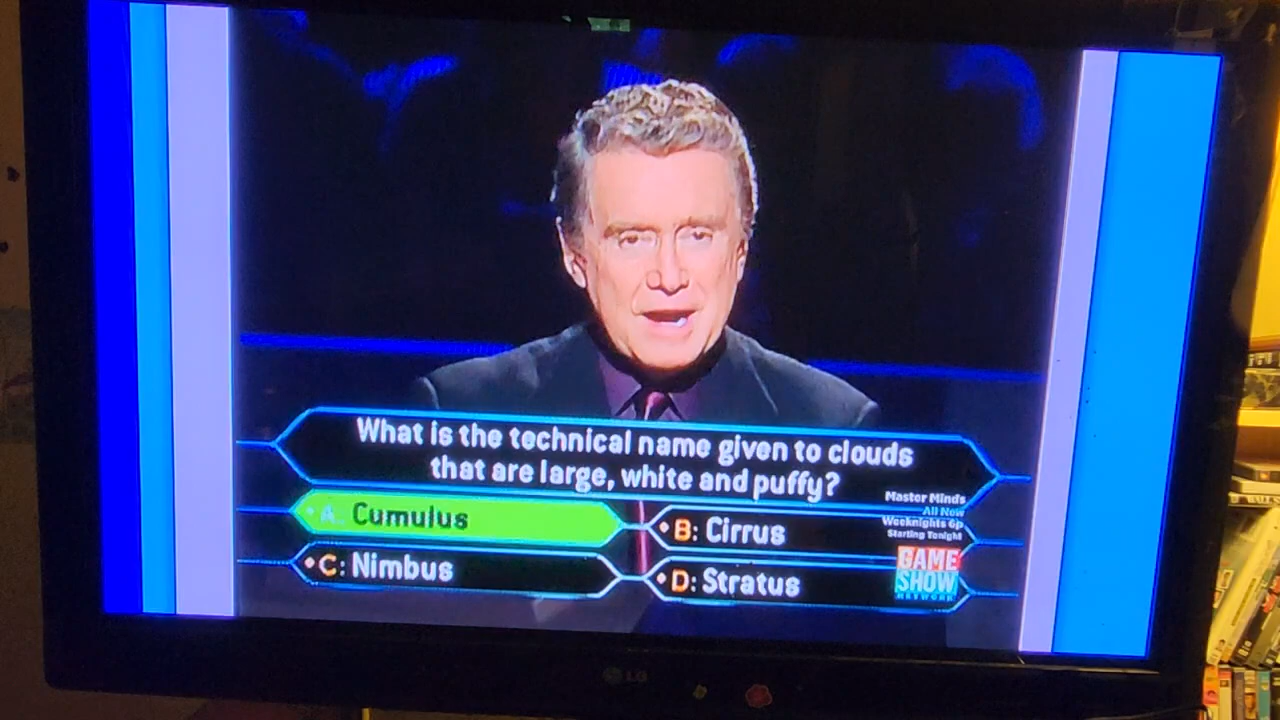 What is the technical name given to clouds
that are large, white and puffy?
A: Cumulus
B: Cirrus
C: Nimbus
D: Stratus
Master Minds
All New
Weeknights 6p
Starting Tonight
GAME
SHOW
NETWORK
LG